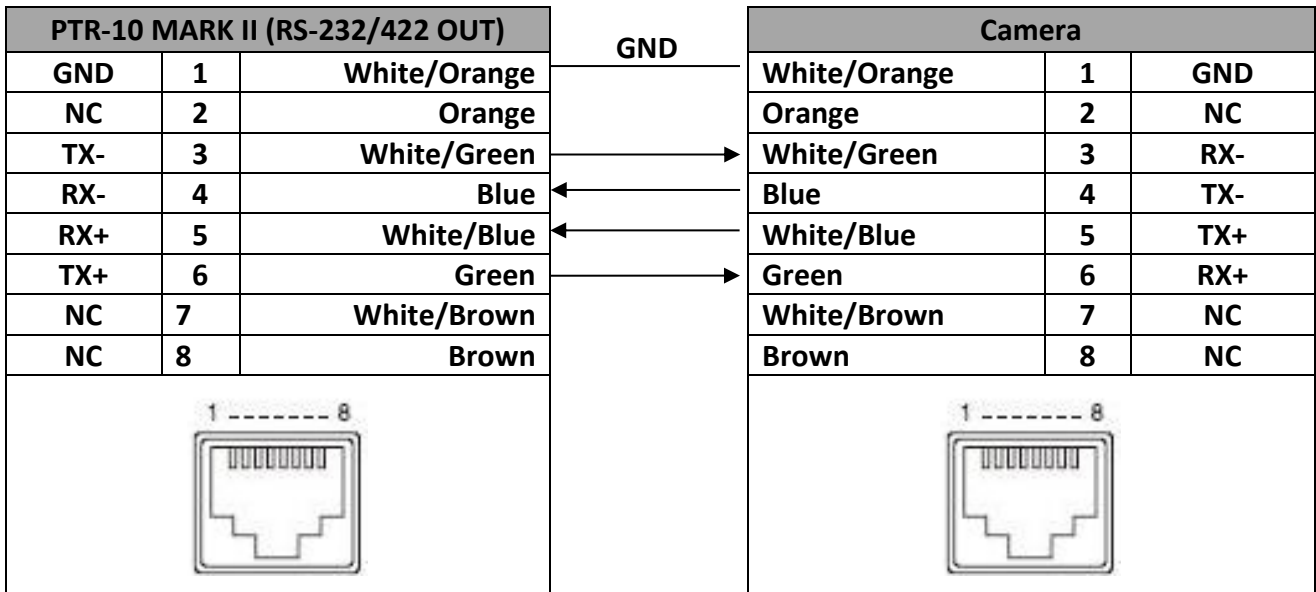 PTR-10 MARK II (RS-232/422 OUT) GND Camera
GND 1 White/Orange White/Orange 1 GND
NC 2 Orange Orange 2 NC
TX- 3 White/Green White/Green 3 RX-
RX- 4 Blue Blue 4 TX-
RX+ 5 White/Blue White/Blue 5 TX+
TX+ 6 Green Green 6 RX+
NC 7 White/Brown White/Brown 7 NC
NC 8 Brown Brown 8 NC
1 ------- 8 1 ------- 8